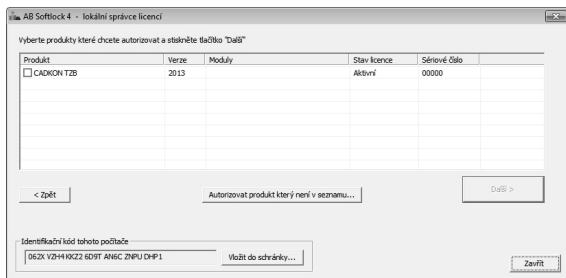 AB Softlock 4 - lokální správce licencí
Vyberte produkty které chcete autorizovat a stiskněte tlačítko "Další"
Produkt Verze Moduly Stav licence Sériové číslo
CADKON TZB 2013 Aktivní 00000
< Zpět Autorizovat produkt který není v seznamu... Další >
Identifikační kód tohoto počítače
062X VZH4 KKZ2 6D9T AN6C ZNPU DHP1 Vložit do schránky... Zavřít